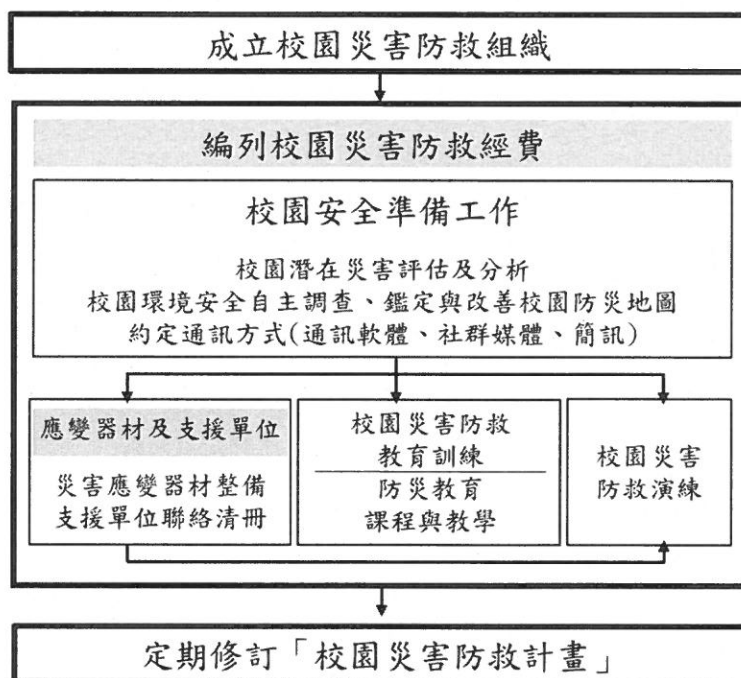 成立校園災害防救組織
編列校園災害防救經費
校園安全準備工作
校園潛在災害評估及分析
校園環境安全自主調查、鑑定與改善校園防災地圖
約定通訊方式(通訊軟體、社群媒體、簡訊)
應變器材及支援單位
災害應變器材整備
支援單位聯絡清冊
校園災害防救
教育訓練
防災教育
課程與教學
校園災害
防救演練
定期修訂「校園災害防救計畫」